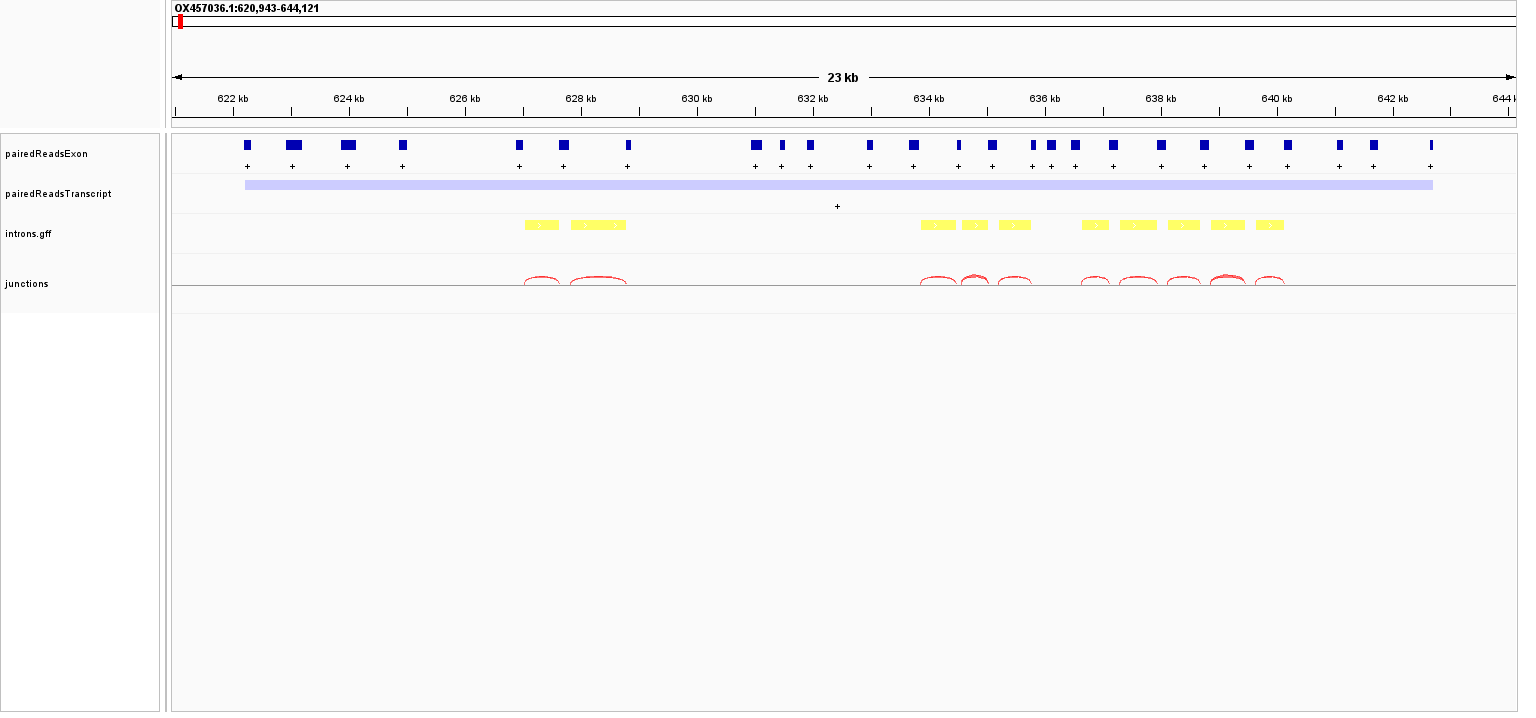 OX457036.1:620,943-644,121
23 kb
622 kb 624 kb 626 kb 628 kb 630 kb 632 kb 634 kb 636 kb 638 kb 640 kb 642 kb 644
pairedReadsExon
+ + + + + + + + + + + + + + + + + + + + + + + + +
pairedReadsTranscript
+
introns.gff
junctions